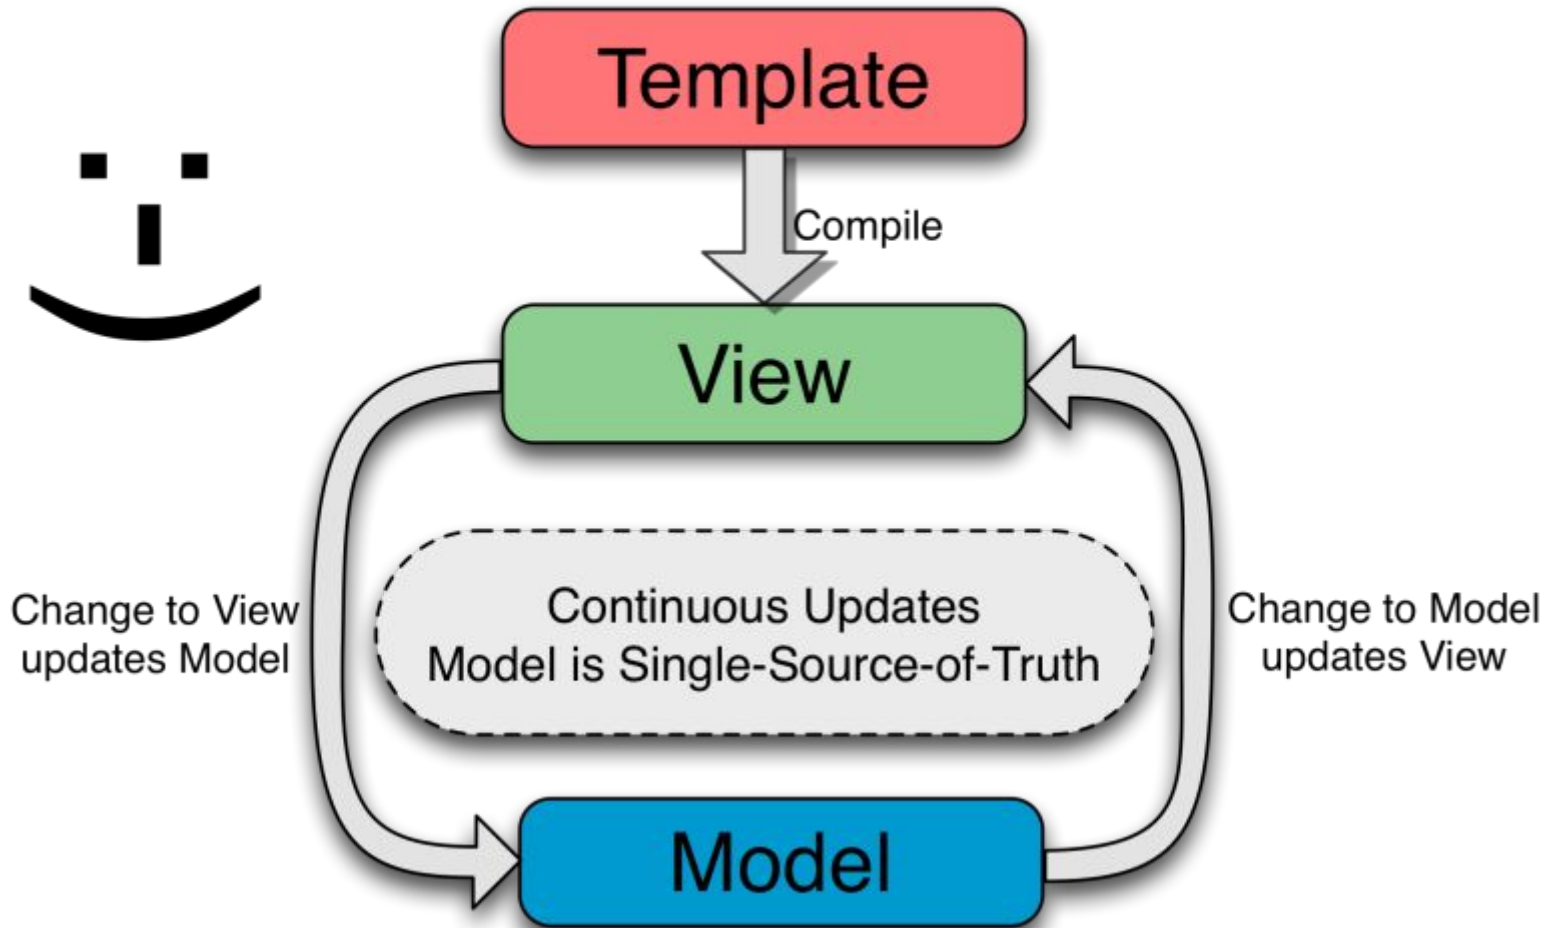 Template
Compile
View
Change to View
updates Model
Continuous Updates
Model is Single-Source-of-Truth
Change to Model
updates View
Model